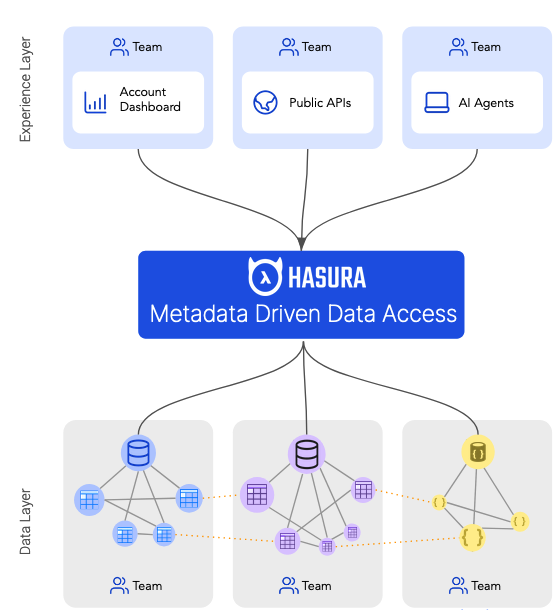 Experience Layer
Team
Team
Team
Account
Dashboard
Public APIs
AI Agents
HASURA
Metadata Driven Data Access
Data Layer
{ }
{ }
{ }
{ }
Team
Team
Team